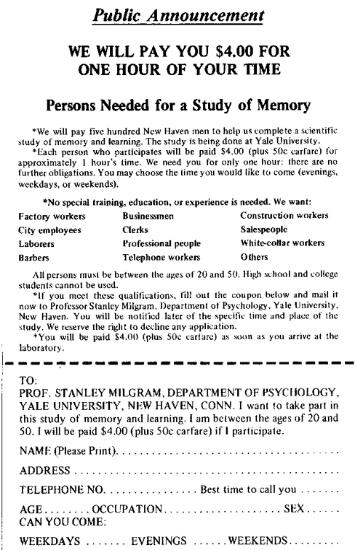 Public Announcement
WE WILL PAY YOU $4.00 FOR
ONE HOUR OF YOUR TIME
Persons Needed for a Study of Memory
*We will pay five hundred New Haven men to help us complete a scientific
study of memory and learning. The study is being done at Yale University.
*Each person who participates will be paid $4.00 (plus 50c carfare) for
approximately 1 hour's time. We need you for only one hour: there are no
further obligations. You may choose the time you would like to come (evenings,
weekdays, or weekends).
*No special training, education, or experience is needed. We want:
Factory workers Businessmen Construction workers
City employees Clerks Salespeople
Laborers Professional people White-collar workers
Barbers Telephone workers Others
All persons must be between the ages of 20 and 50. High school and college
students cannot be used.
*If you meet these qualifications, fill out the coupon below and mail it
now to Professor Stanley Milgram, Department of Psychology, Yale University,
New Haven. You will be notified later of the specific time and place of the
study. We reserve the right to decline any application.
*You will be paid $4.00 (plus 50c carfare) as soon as you arrive at the
laboratory.
TO:
PROF. STANLEY MILGRAM, DEPARTMENT OF PSYCHOLOGY,
YALE UNIVERSITY, NEW HAVEN, CONN. I want to take part in
this study of memory and learning. I am between the ages of 20 and
50. I will be paid $4.00 (plus 50c carfare) if I participate.
NAME (Please Print). . . . . . . . . . . . . . . . . . . . . . . . . . . . . . .
ADDRESS . . . . . . . . . . . . . . . . . . . . . . . . . . . . . . . . . . . . . .
TELEPHONE NO. . . . . . . . . . . . . . Best time to call you . . . . . . .
AGE . . . . . . . OCCUPATION . . . . . . . . . . . . . . . . . SEX . . . . . .
CAN YOU COME:
WEEKDAYS . . . . . . EVENINGS . . . . . . WEEKENDS. . . . . . . . .